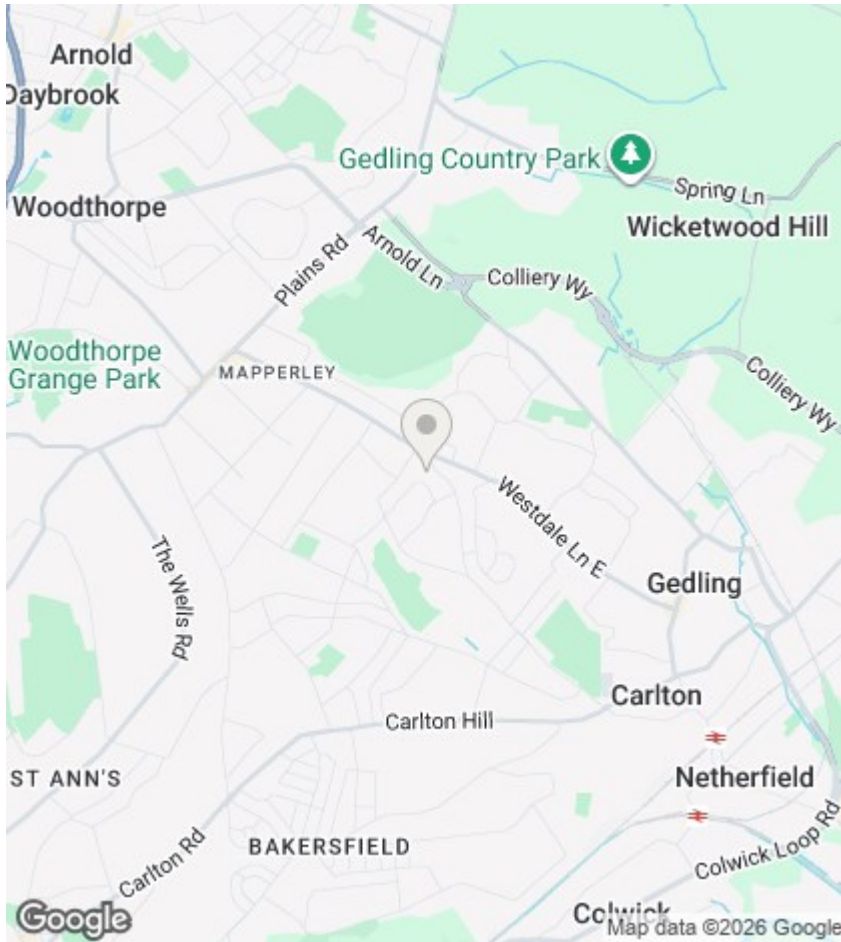 Arnold
Daybrook
Gedling Country Park
Spring Ln
Woodthorpe
Wicketwood Hill
Plains Rd
Arnold Ln
Colliery Wy
Woodthorpe
Grange Park
MAPPERLEY
Colliery Wy
Westdale Ln E
The Wells Rd
Gedling
Carlton
Carlton Hill
ST ANN'S
Netherfield
Carlton Rd
BAKERSFIELD
Colwick Loop Rd
Colwick
Google
Map data ©2026 Google